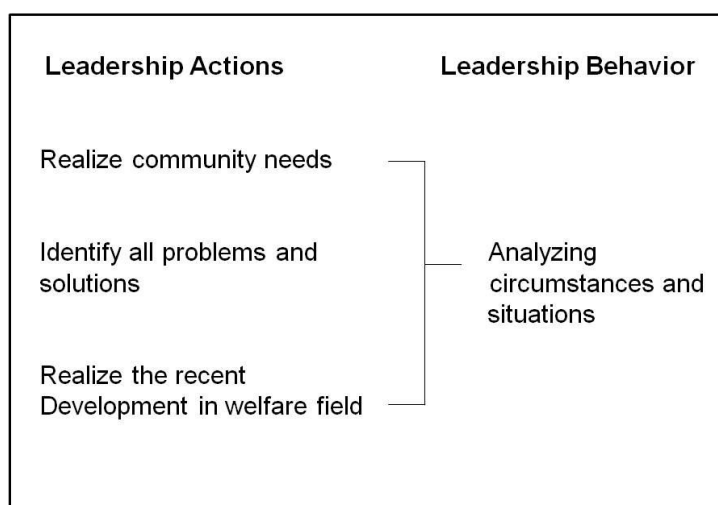 Leadership Actions
Leadership Behavior
Realize community needs
Identify all problems and
solutions
Realize the recent
Development in welfare field
Analyzing
circumstances and
situations